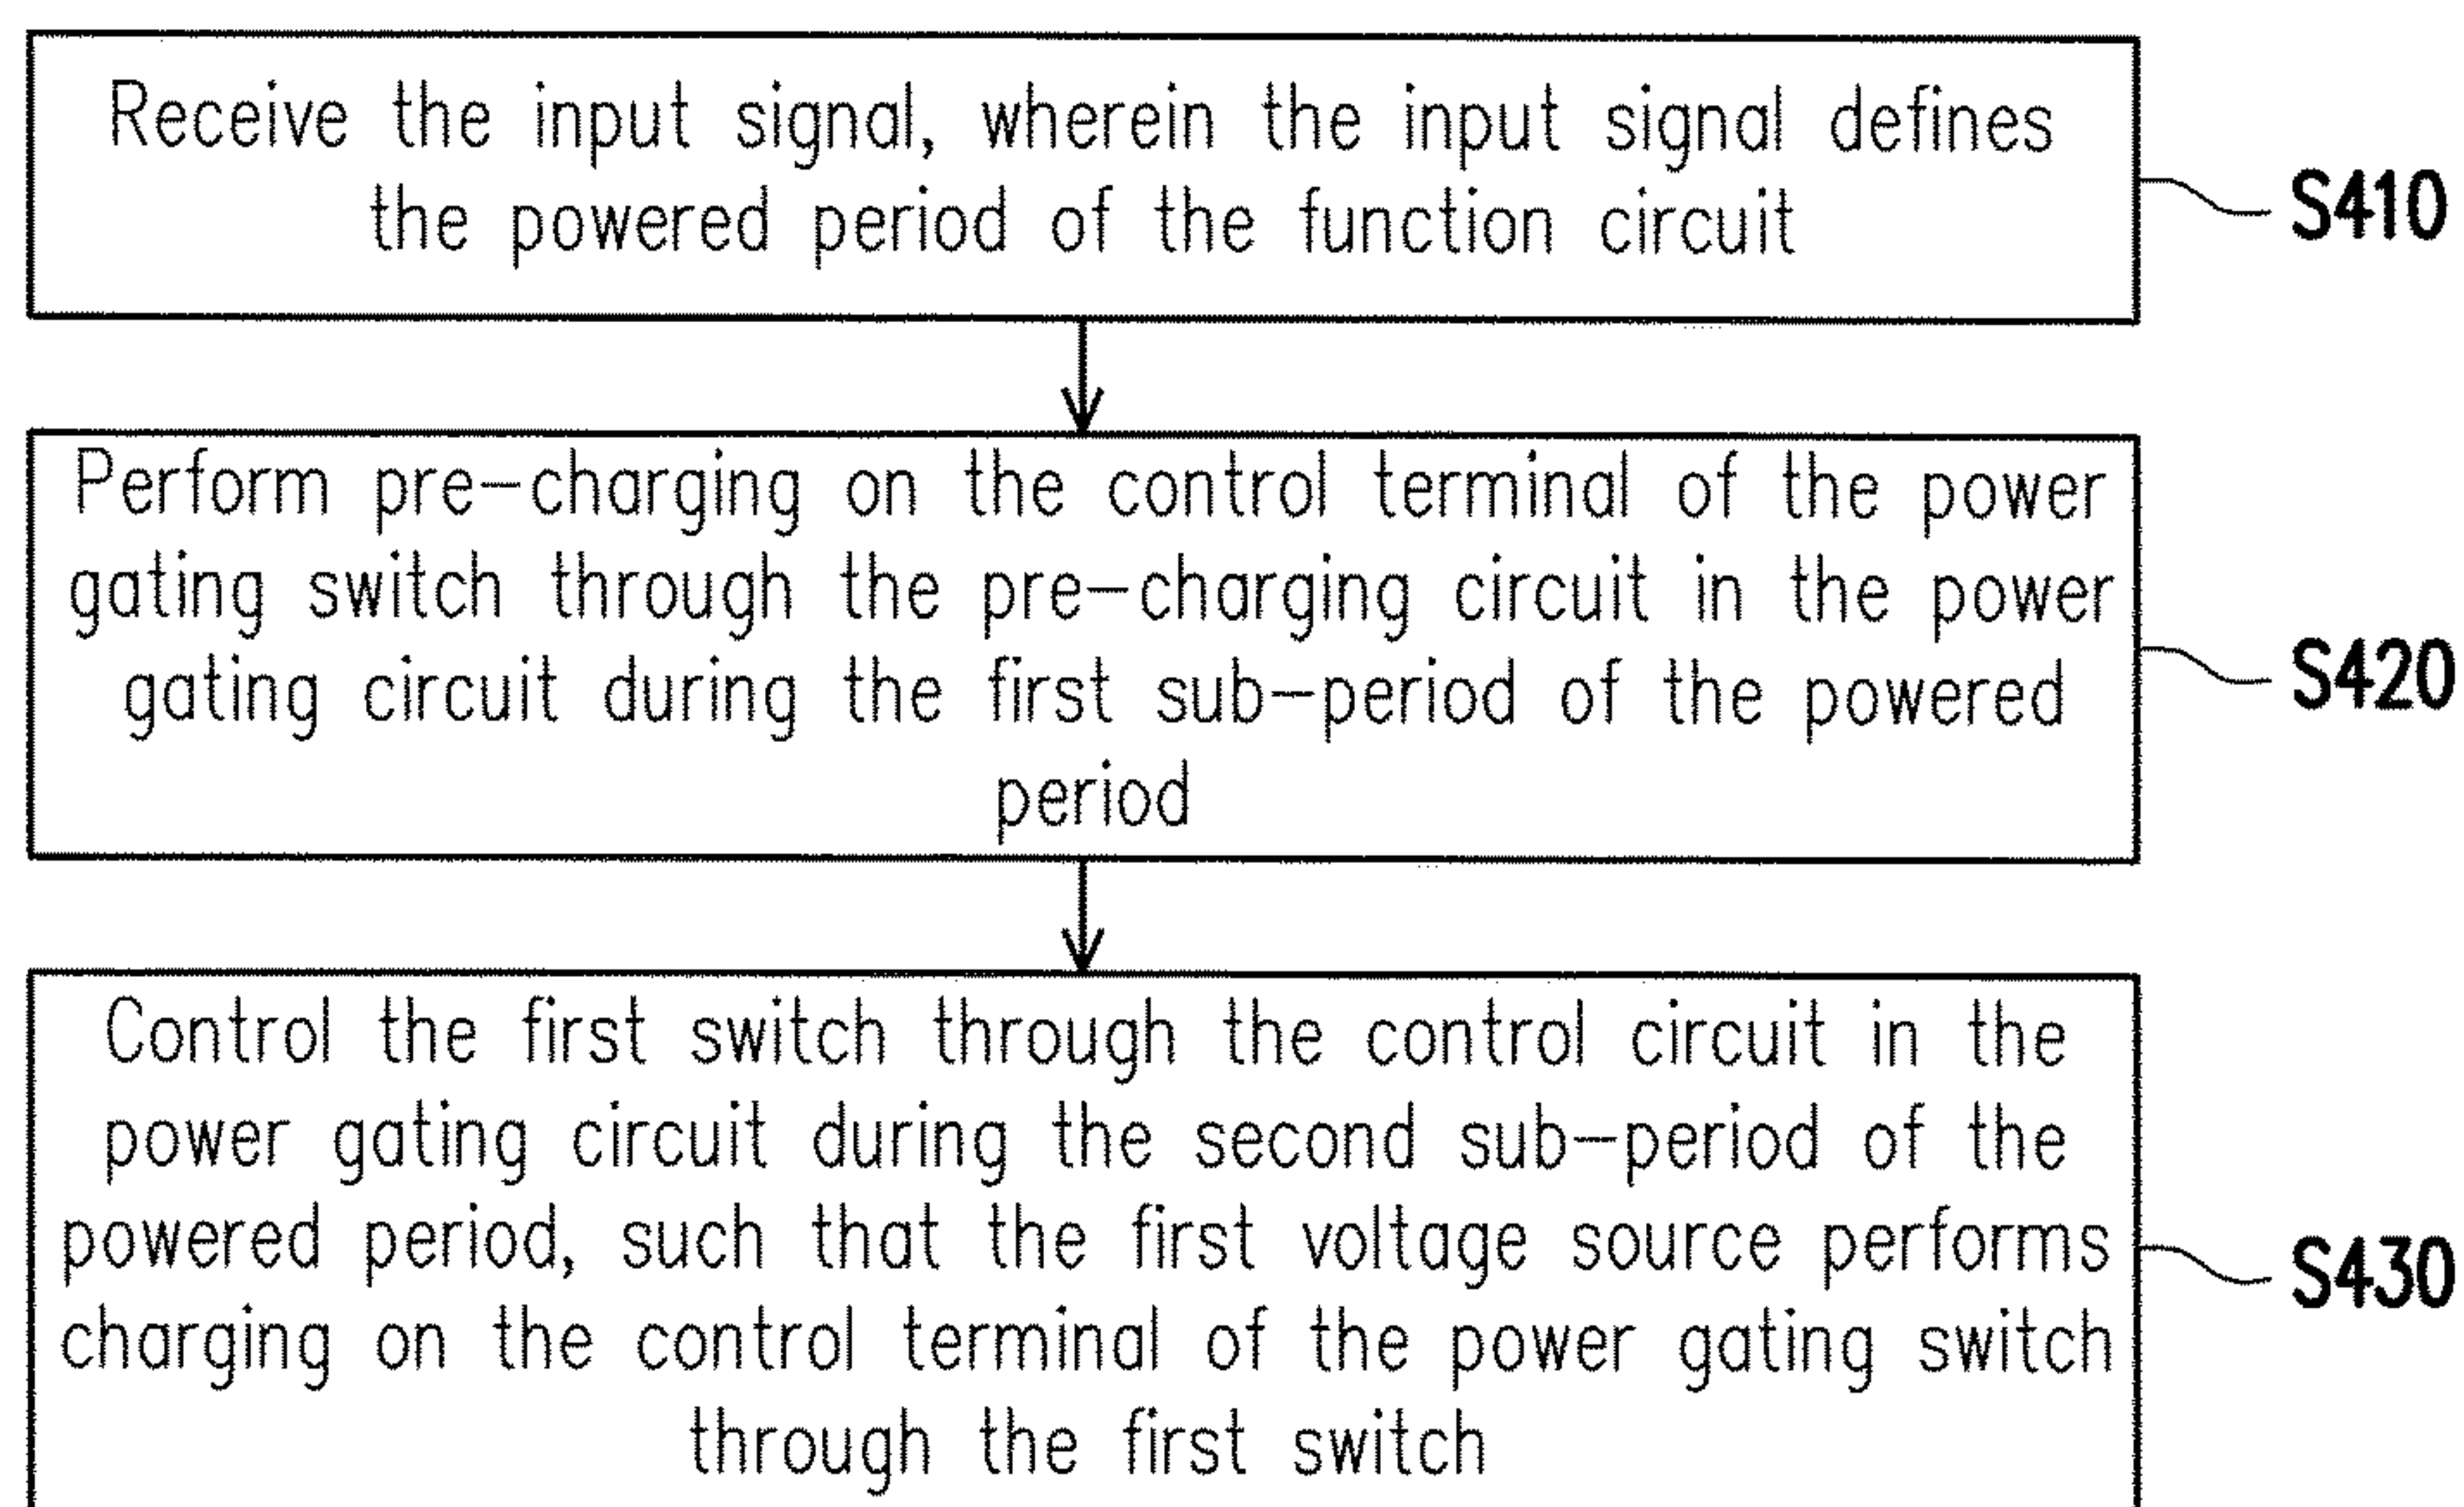 Receive the input signal, wherein the input signal defines
the powered period of the function circuit
S410
Perform pre-charging on the control terminal of the power
gating switch through the pre-charging circuit in the power
gating circuit during the first sub-period of the powered
period
S420
Control the first switch through the control circuit in the
power gating circuit during the second sub-period of the
powered period, such that the first voltage source performs
charging on the control terminal of the power gating switch
through the first switch
S430